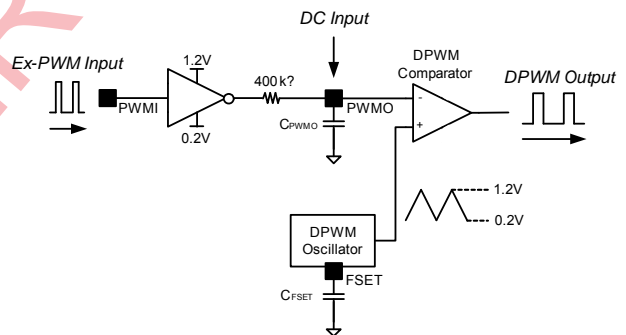 DC Input
Ex-PWM Input
1.2V
400k?
DPWM
Comparator
DPWM Output
PWMI
PWMO
-
+
0.2V
CPWMO
1.2V
0.2V
DPWM
Oscillator
FSET
CFSET